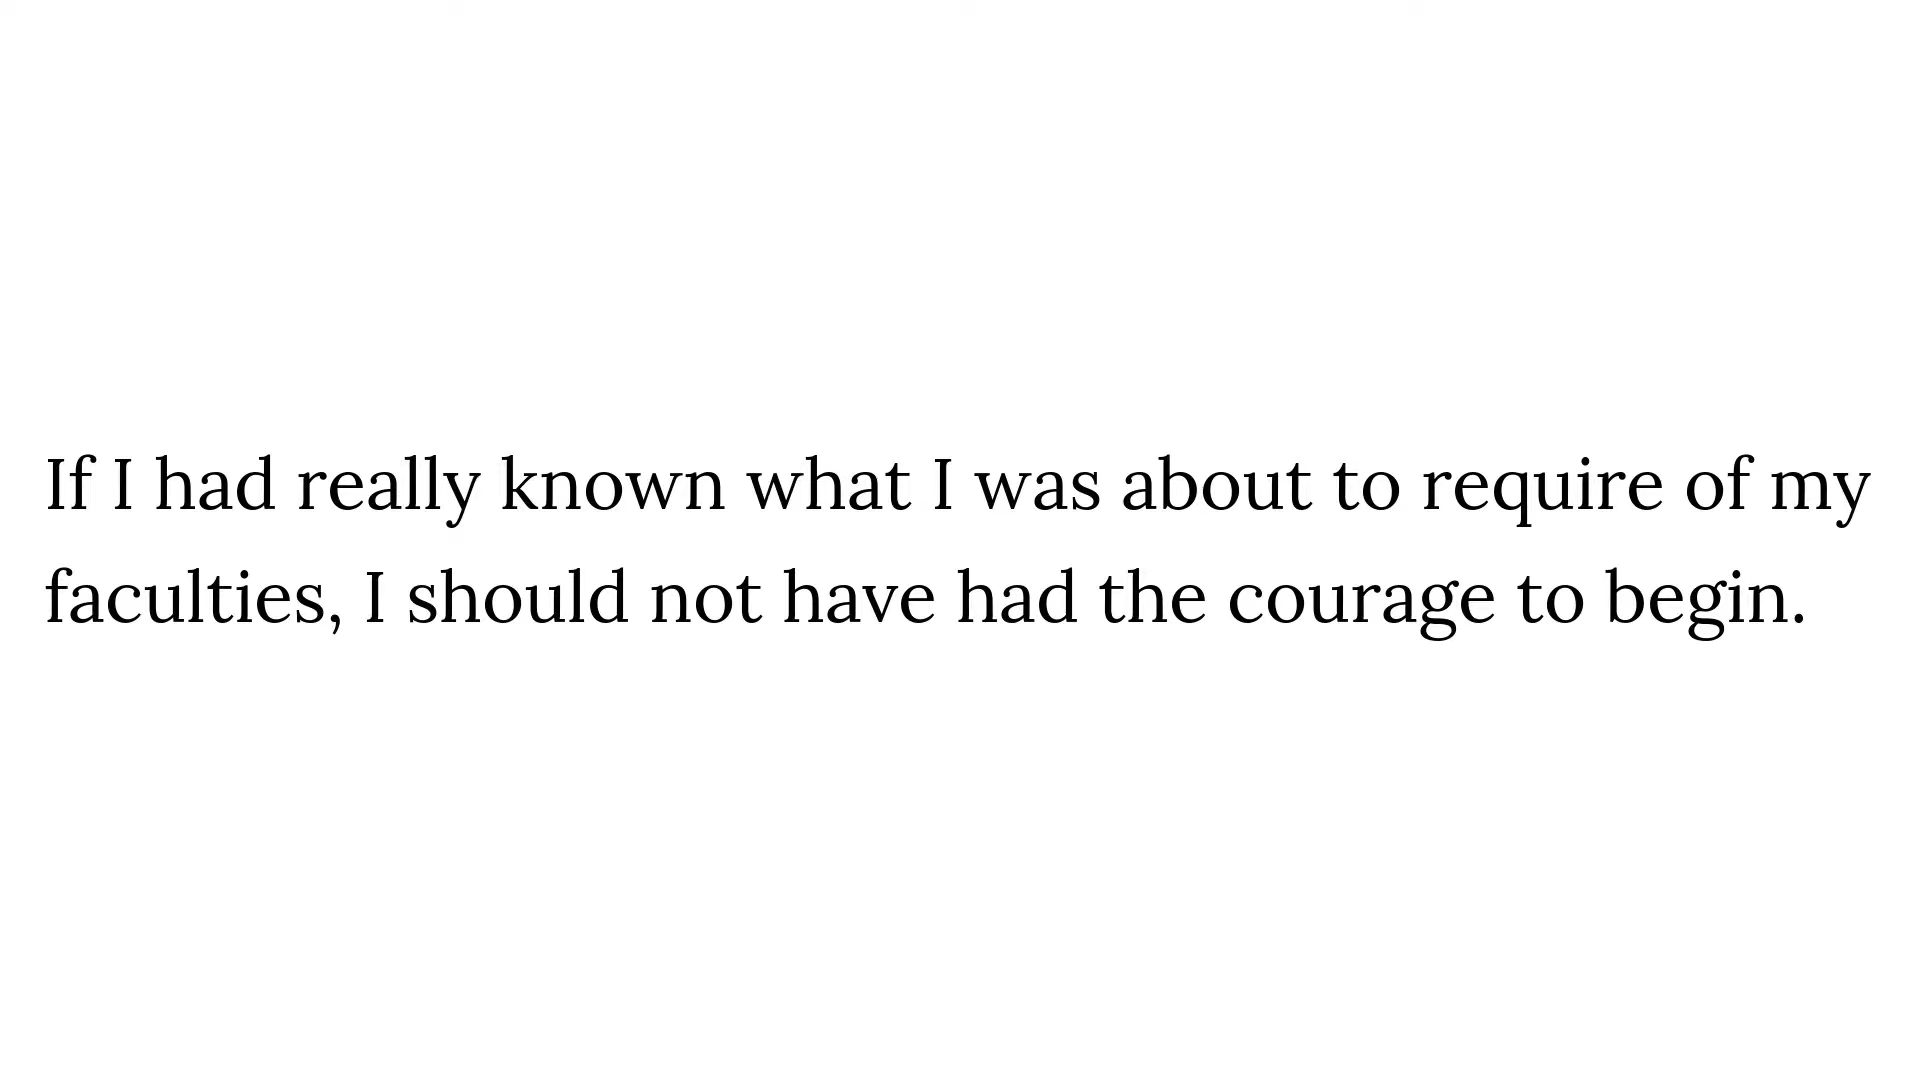 If I had really known what I was about to require of my
faculties, I should not have had the courage to begin.